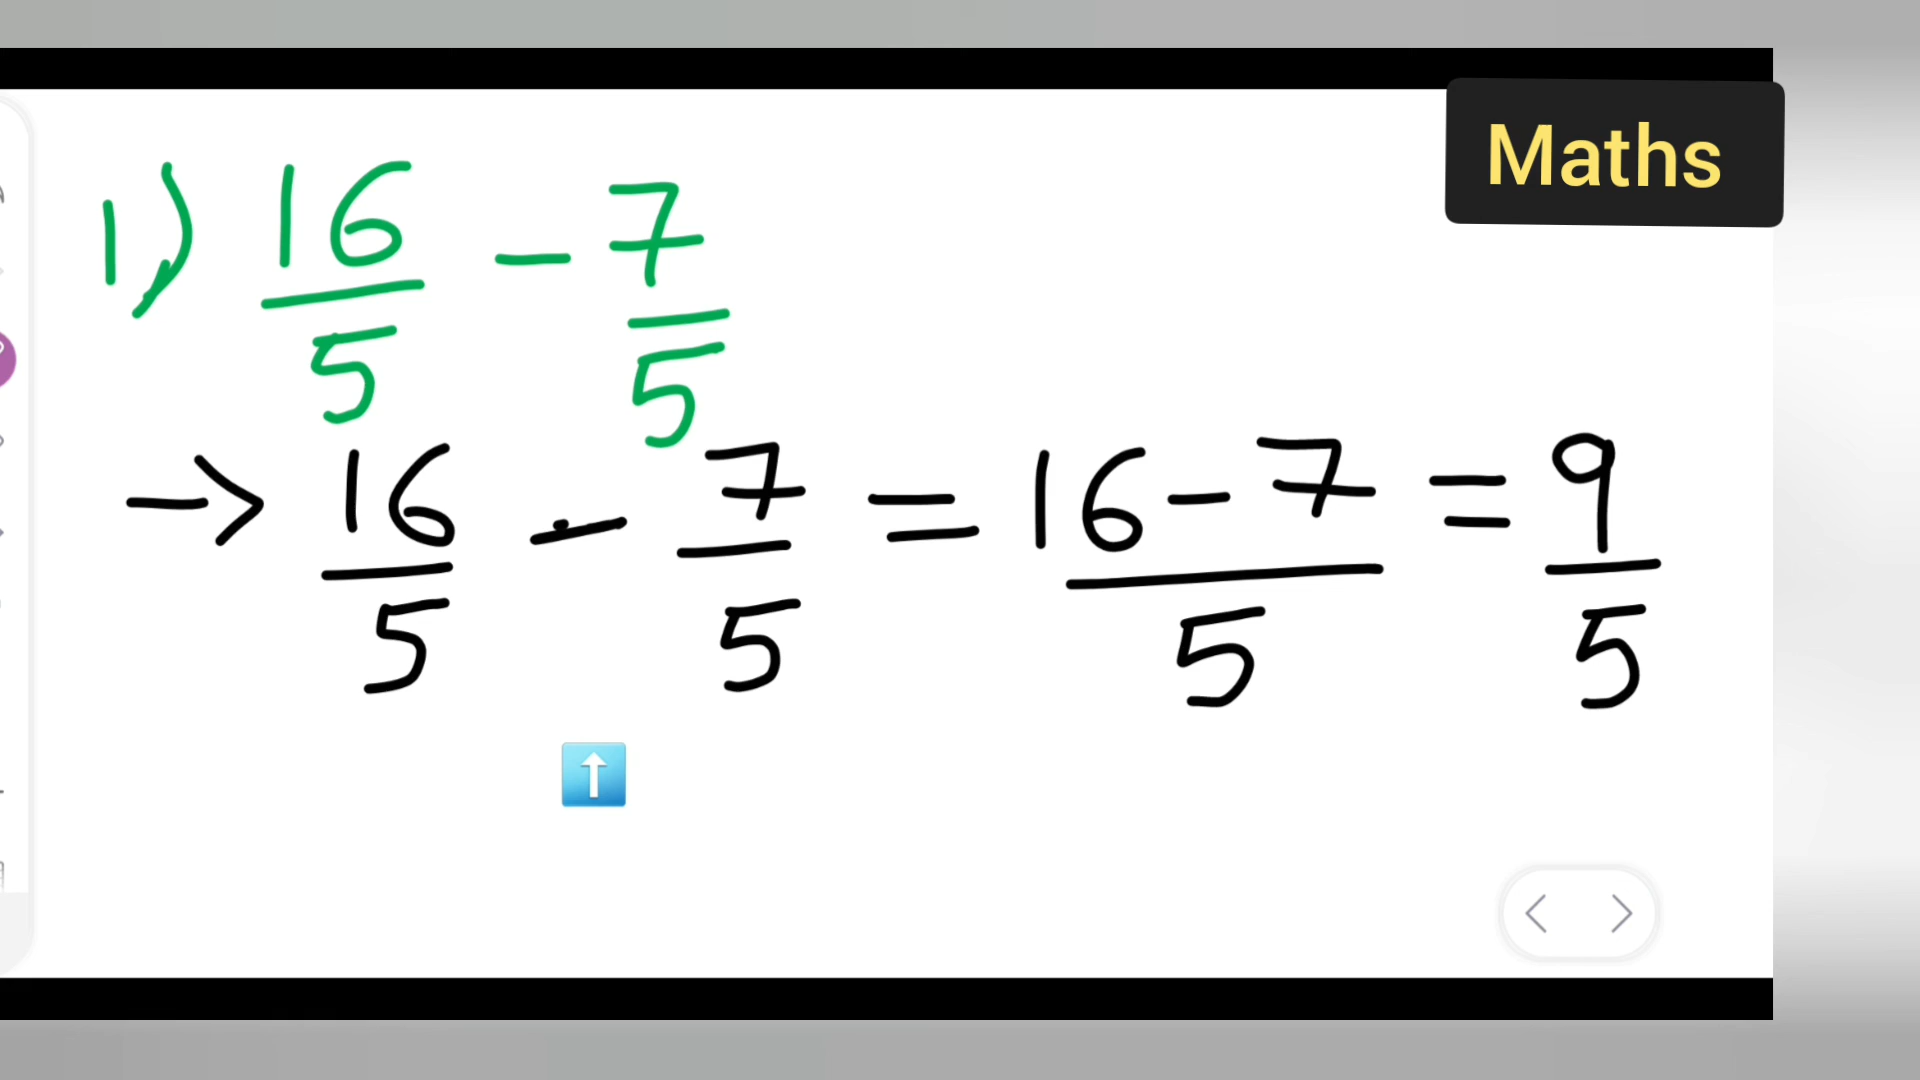 Maths
1) 16/5 - 7/5
→ 16/5 - 7/5 = 16-7/5 = 9/5